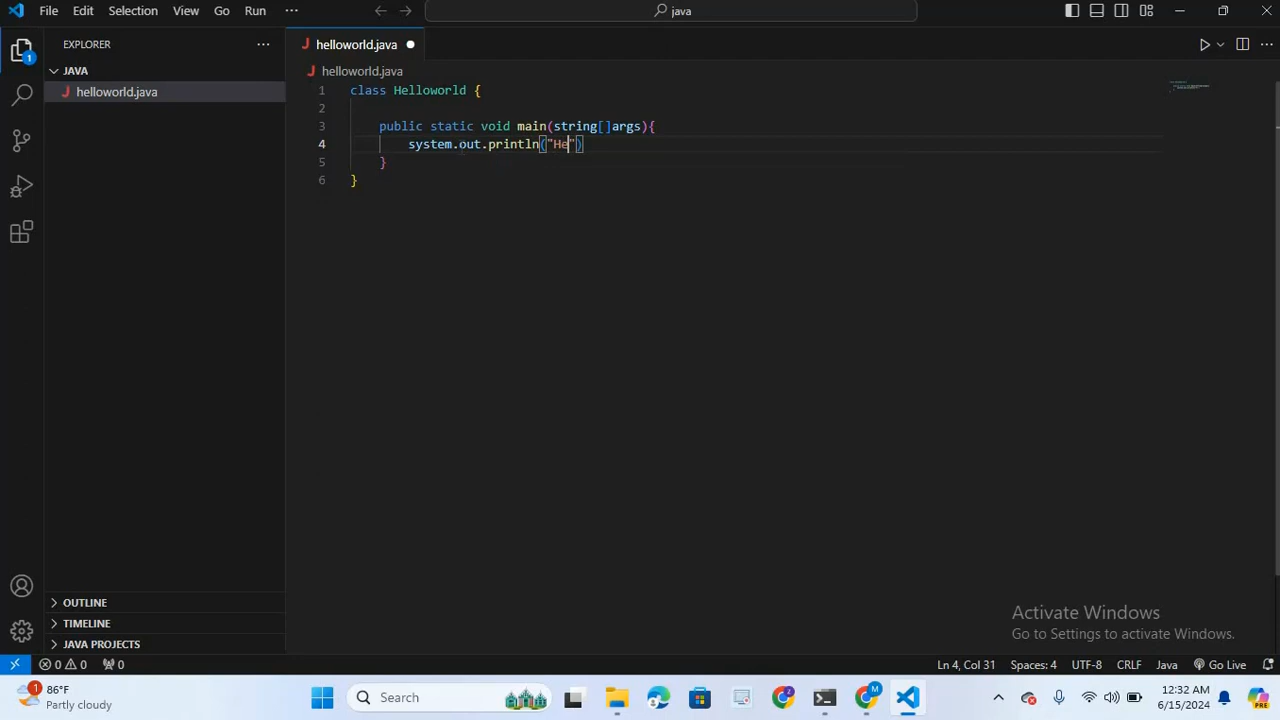 File Edit Selection View Go Run ··· java
EXPLORER ··· helloworld.java
1
JAVA helloworld.java
helloworld.java 1 class Helloworld {
2
3 public static void main(string[]args){
4 system.out.println("He")
5 }
6 }
OUTLINE
TIMELINE
JAVA PROJECTS
Activate Windows
Go to Settings to activate Windows.
0 0 0 Ln 4, Col 31 Spaces: 4 UTF-8 CRLF Java Go Live
1 86°F Partly cloudy Search M PRE 12:32 AM 6/15/2024